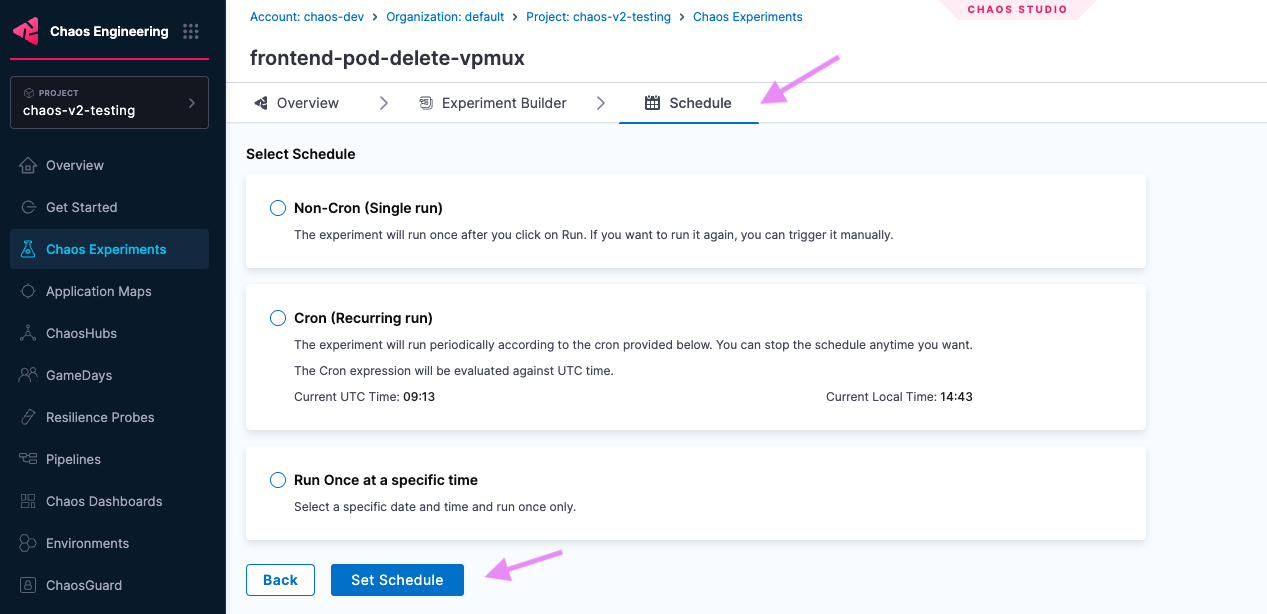 Chaos Engineering
PROJECT
chaos-v2-testing
Overview
Get Started
Chaos Experiments
Application Maps
ChaosHubs
GameDays
Resilience Probes
Pipelines
Chaos Dashboards
Environments
ChaosGuard
Account: chaos-dev > Organization: default > Project: chaos-v2-testing > Chaos Experiments
CHAOS STUDIO
frontend-pod-delete-vpmux
Overview > Experiment Builder > Schedule
Select Schedule
Non-Cron (Single run)
The experiment will run once after you click on Run. If you want to run it again, you can trigger it manually.
Cron (Recurring run)
The experiment will run periodically according to the cron provided below. You can stop the schedule anytime you want.
The Cron expression will be evaluated against UTC time.
Current UTC Time: 09:13 Current Local Time: 14:43
Run Once at a specific time
Select a specific date and time and run once only.
Back Set Schedule